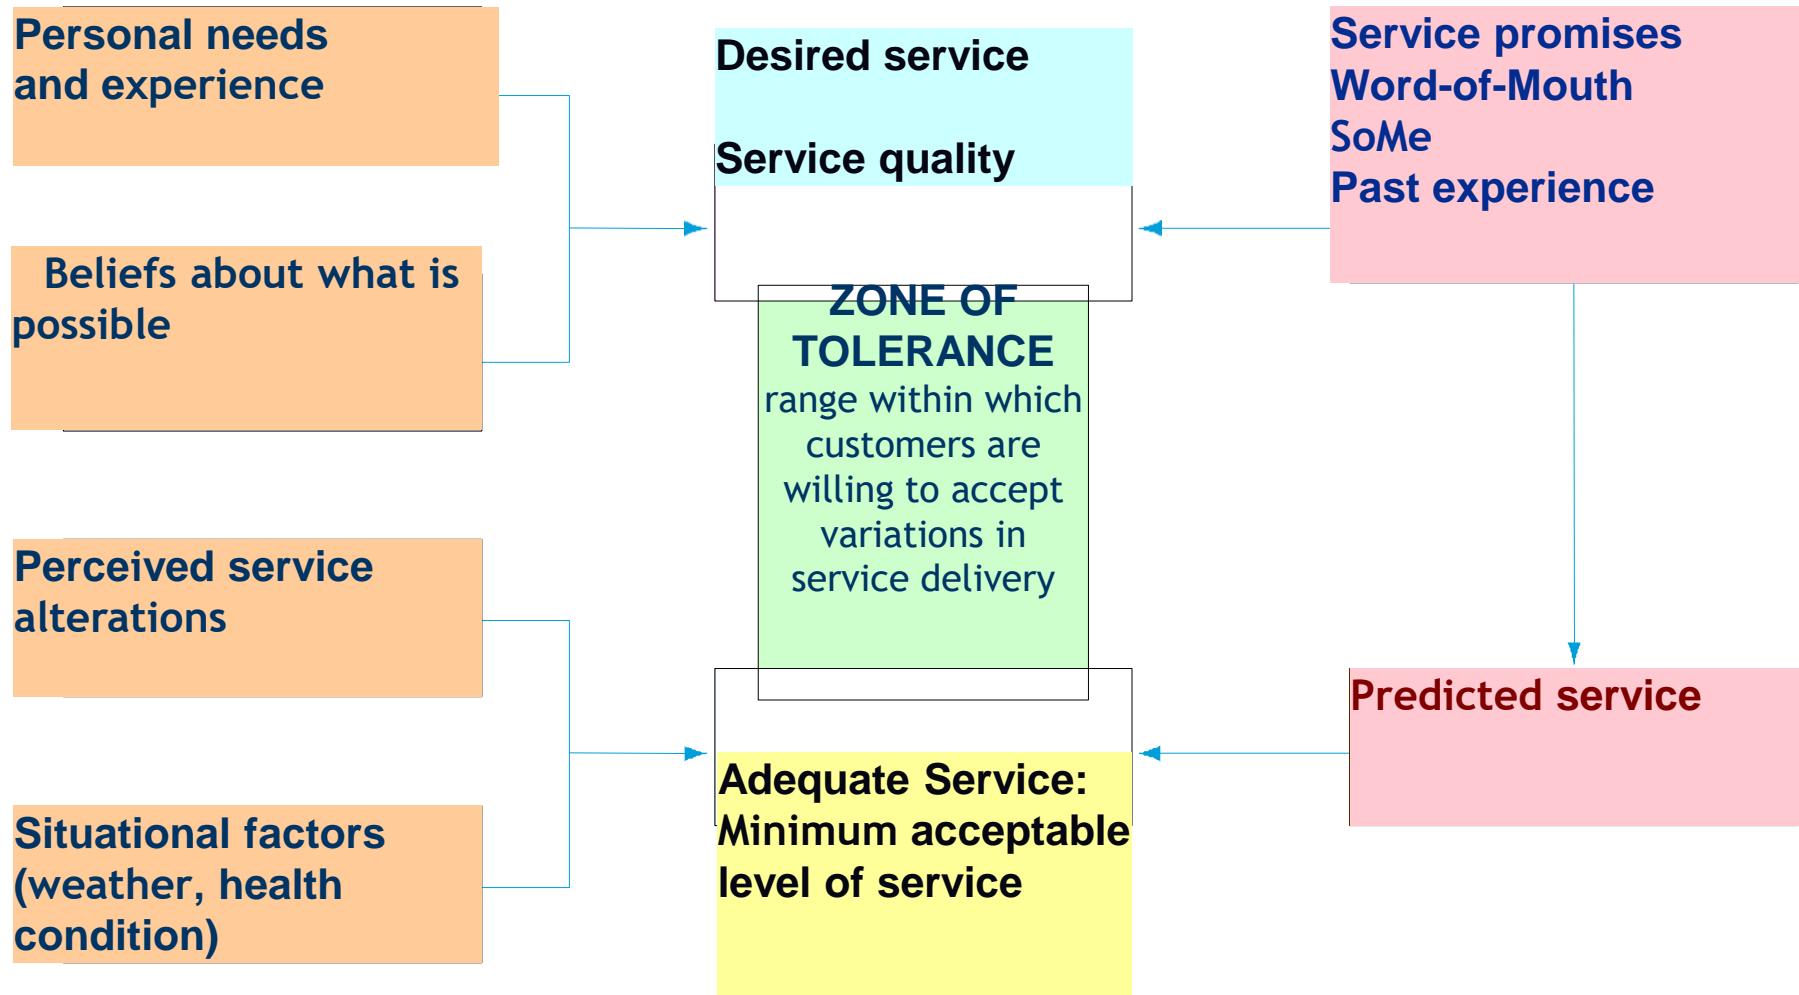 Personal needs
and experience
Beliefs about what is
possible
Perceived service
alterations
Situational factors
(weather, health
condition)
Desired service
Service quality
ZONE OF
TOLERANCE
range within which
customers are
willing to accept
variations in
service delivery
Adequate Service:
Minimum acceptable
level of service
Service promises
Word-of-Mouth
SoMe
Past experience
Predicted service